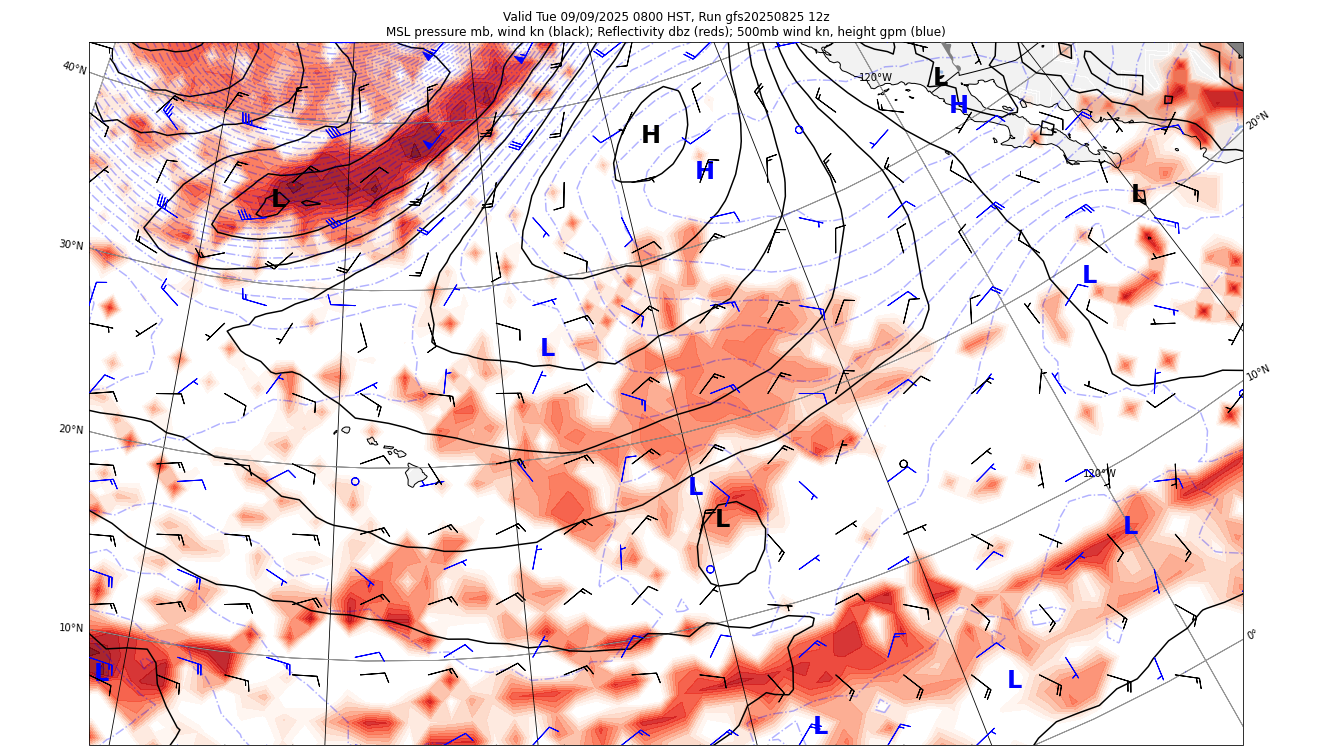 Valid Tue 09/09/2025 0800 HST, Run gfs20250825 12z
MSL pressure mb, wind kn (black); Reflectivity dbz (reds); 500mb wind kn, height gpm (blue)
40°N
120°W
L
H
20°N
H
H
L
L
30°N
L
L
10°N
20°N
120°W
L
L
L
10°N
0°
L
L
L